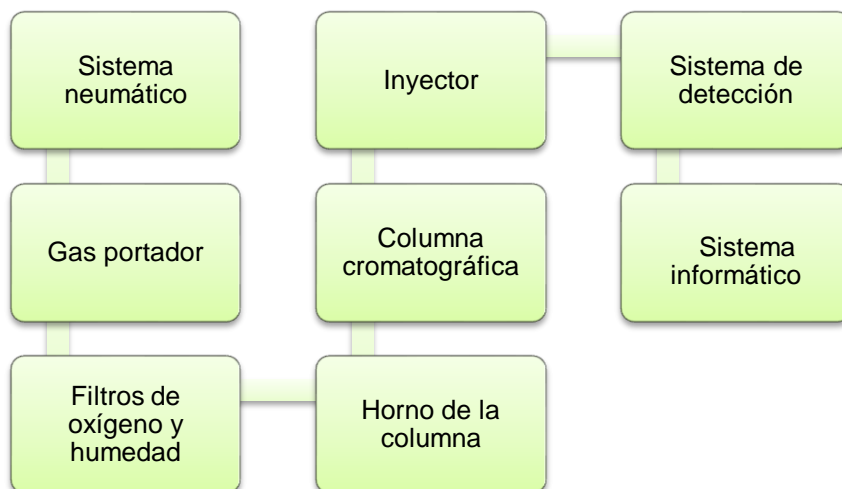 Sistema
neumático
Gas portador
Filtros de
oxígeno y
humedad
Horno de la
columna
Columna
cromatográfica
Inyector
Sistema de
detección
Sistema
informático